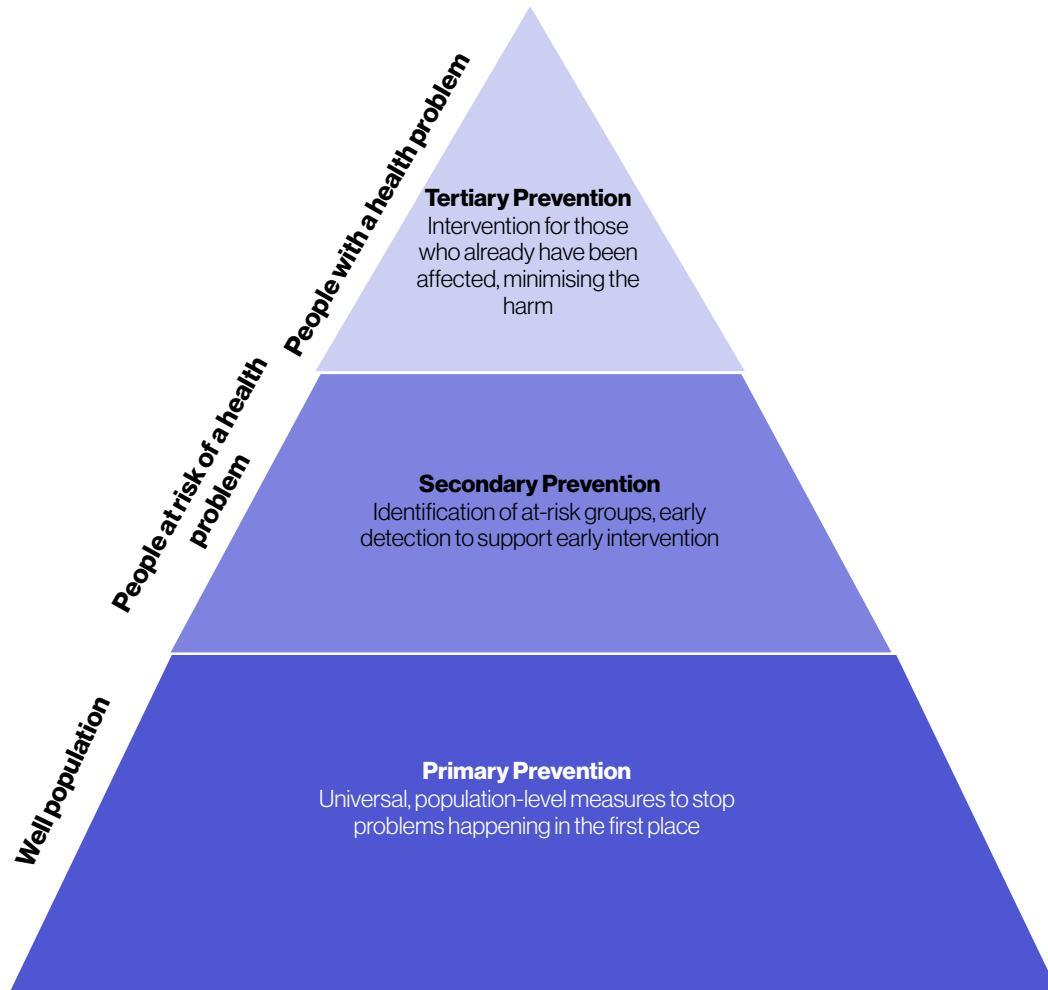 People with a health problem
Tertiary Prevention
Intervention for those
who already have been
affected, minimising the
harm
People at risk of a health
problem
Secondary Prevention
Identification of at-risk groups, early
detection to support early intervention
Well population
Primary Prevention
Universal, population-level measures to stop
problems happening in the first place